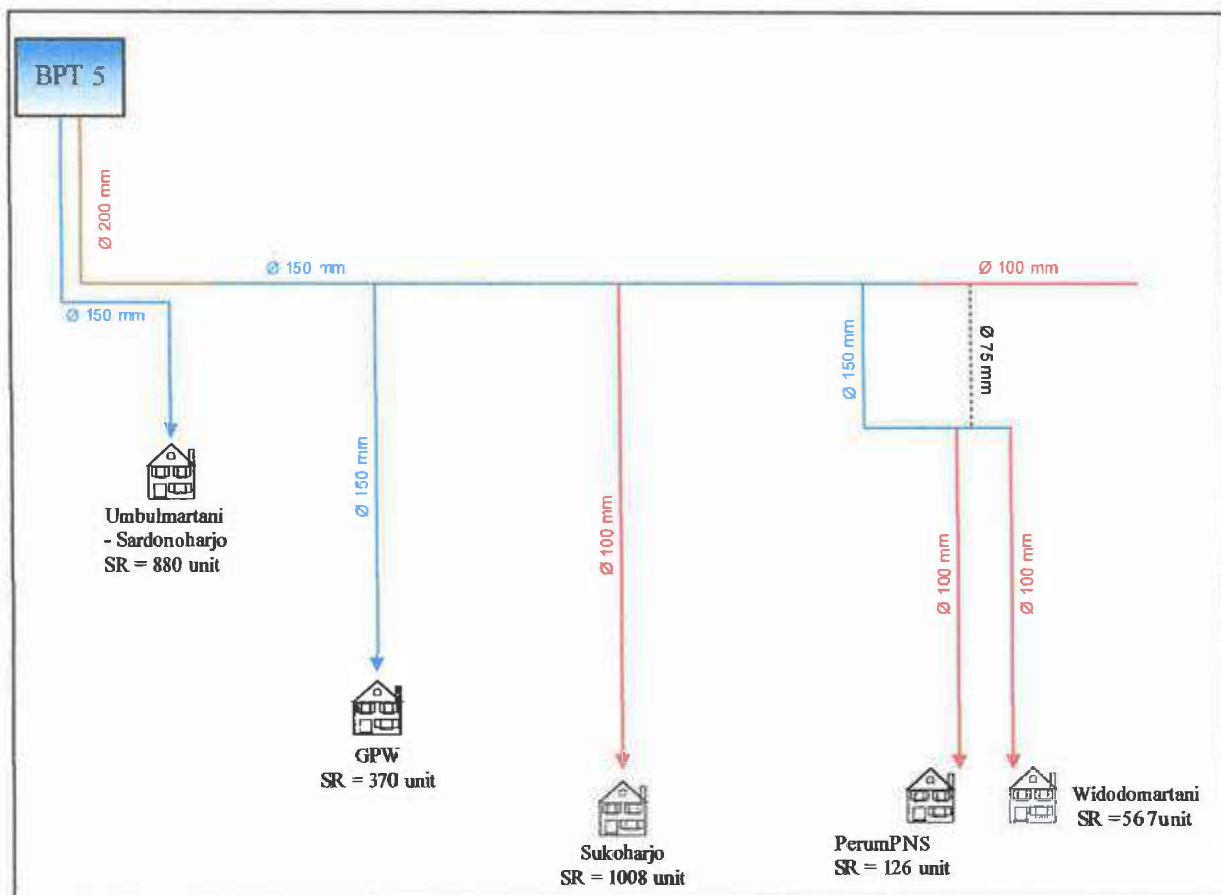 BPT 5
Ø 200 mm
Ø 150 mm
Ø 100 mm
Ø 150 mm
Ø 150 mm
Ø 75 mm
Ø 150 mm
Ø 100 mm
Ø 100 mm
Ø 100 mm
Umbulmartani
- Sardonoharjo
SR = 880 unit
GPW
SR = 370 unit
Sukoharjo
SR = 1008 unit
PerumPNS
SR = 126 unit
Widodomartani
SR =567unit